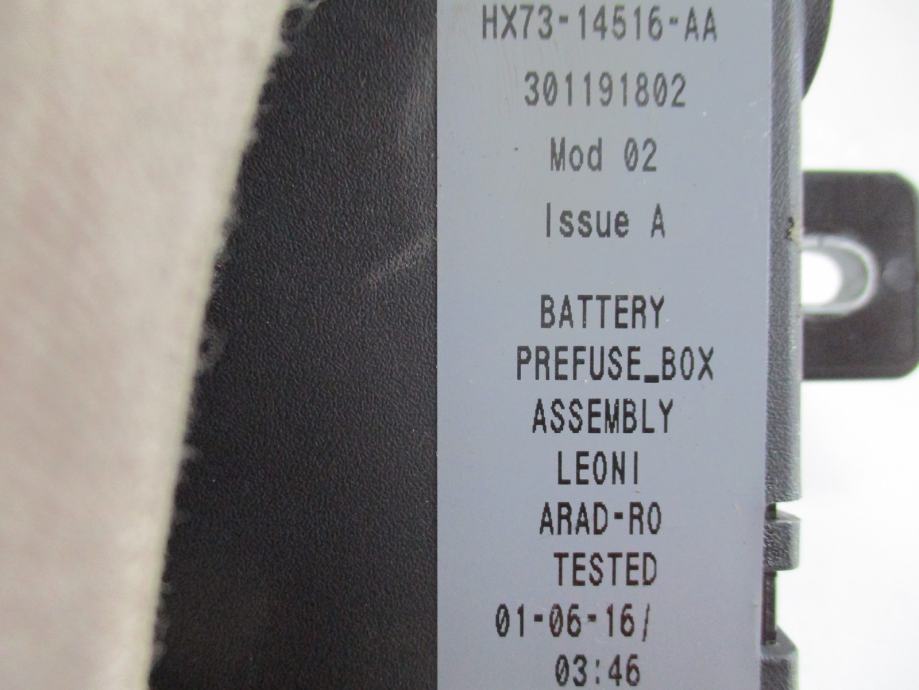 HX73-14516-AA
301191802
Mod 02
Issue A
BATTERY
PREFUSE_BOX
ASSEMBLY
LEONI
ARAD-RO
TESTED
01-06-16/
03:46